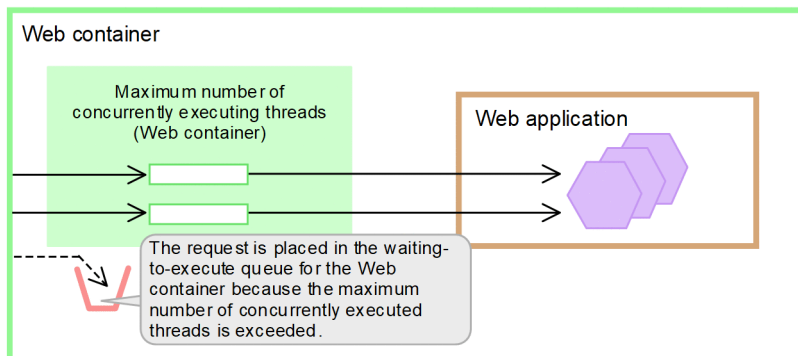 Web container
Maximum number of
concurrently executing threads
(Web container)
Web application
The request is placed in the waiting-
to-execute queue for the Web
container because the maximum
number of concurrently executed
threads is exceeded.